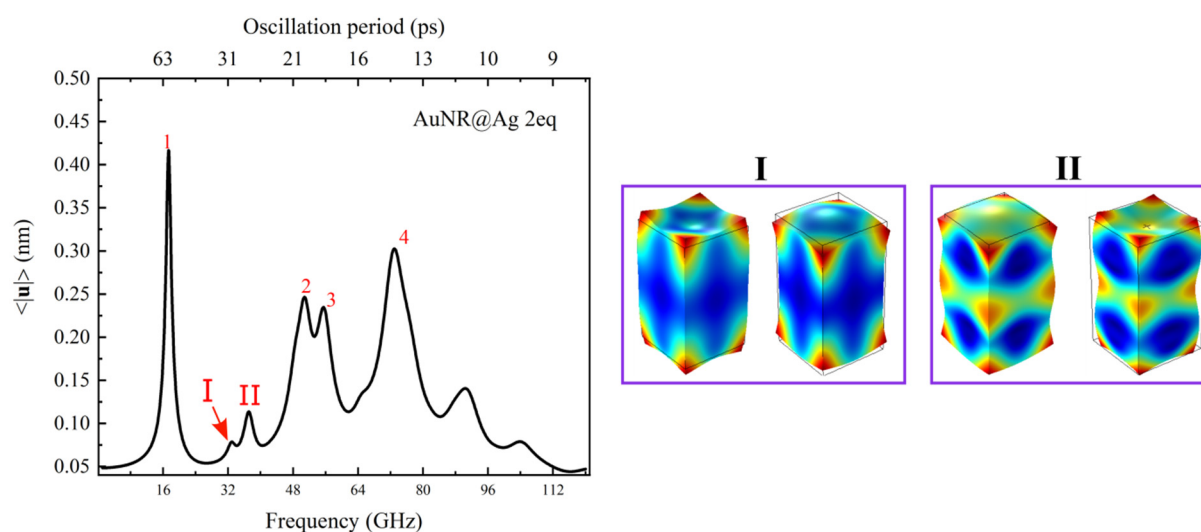 Oscillation period (ps)
63 31 21 16 13 10 9
0.50
0.45
0.40
0.35
0.30
0.25
0.20
0.15
0.10
0.05
<|u|> (nm)
AuNR@Ag 2eq
1
I
II
2
3
4
16 32 48 64 80 96 112
Frequency (GHz)
I
II